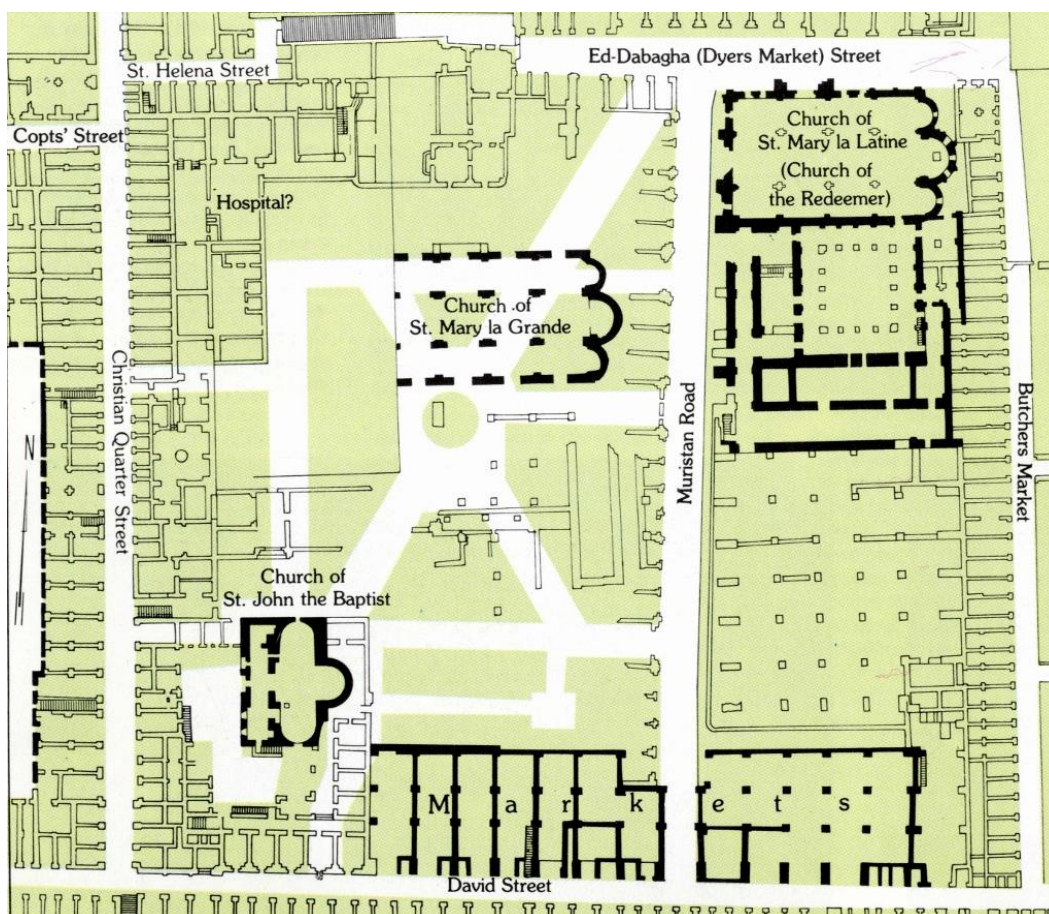 Ed-Dabagha (Dyers Market) Street
St. Helena Street
Copts' Street
Church of
St. Mary la Latine
(Church of
the Redeemer)
Hospital?
Church of
St. Mary la Grande
Christian Quarter Street
N
Muristan Road
Butchers Market
Church of
St. John the Baptist
Markets
David Street